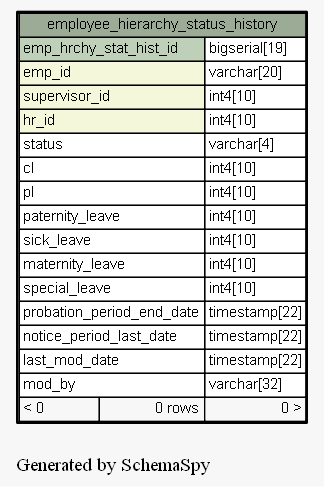 employee_hierarchy_status_history
emp_hrchy_stat_hist_id bigserial[19]
emp_id varchar[20]
supervisor_id int4[10]
hr_id int4[10]
status varchar[4]
cl int4[10]
pl int4[10]
paternity_leave int4[10]
sick_leave int4[10]
maternity_leave int4[10]
special_leave int4[10]
probation_period_end_date timestamp[22]
notice_period_last_date timestamp[22]
last_mod_date timestamp[22]
mod_by varchar[32]
< 0 0 rows 0 >
Generated by SchemaSpy